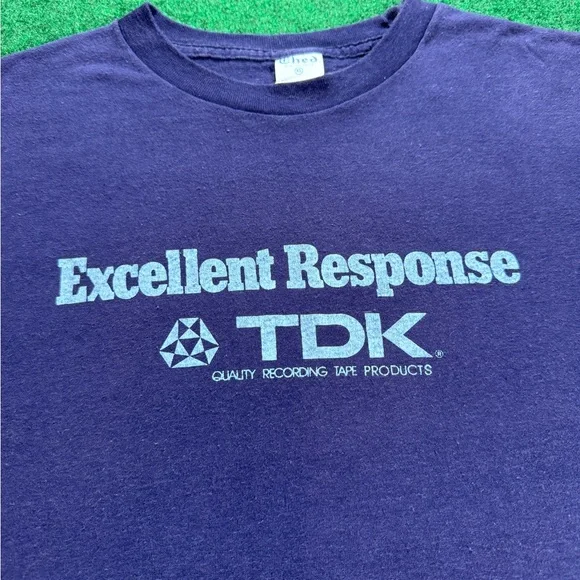 Excellent Response
TDK®
QUALITY RECORDING TAPE PRODUCTS